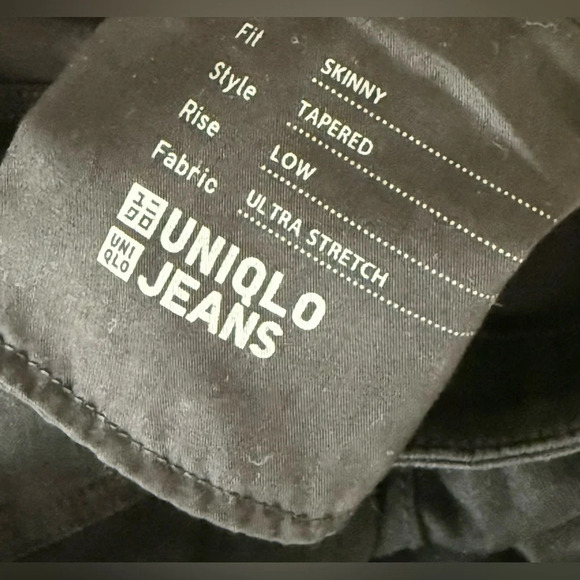 Fit SKINNY
Style TAPERED
Rise LOW
Fabric ULTRA STRETCH
ユニ
クロ
UNI
QLO
UNIQLO
JEANS